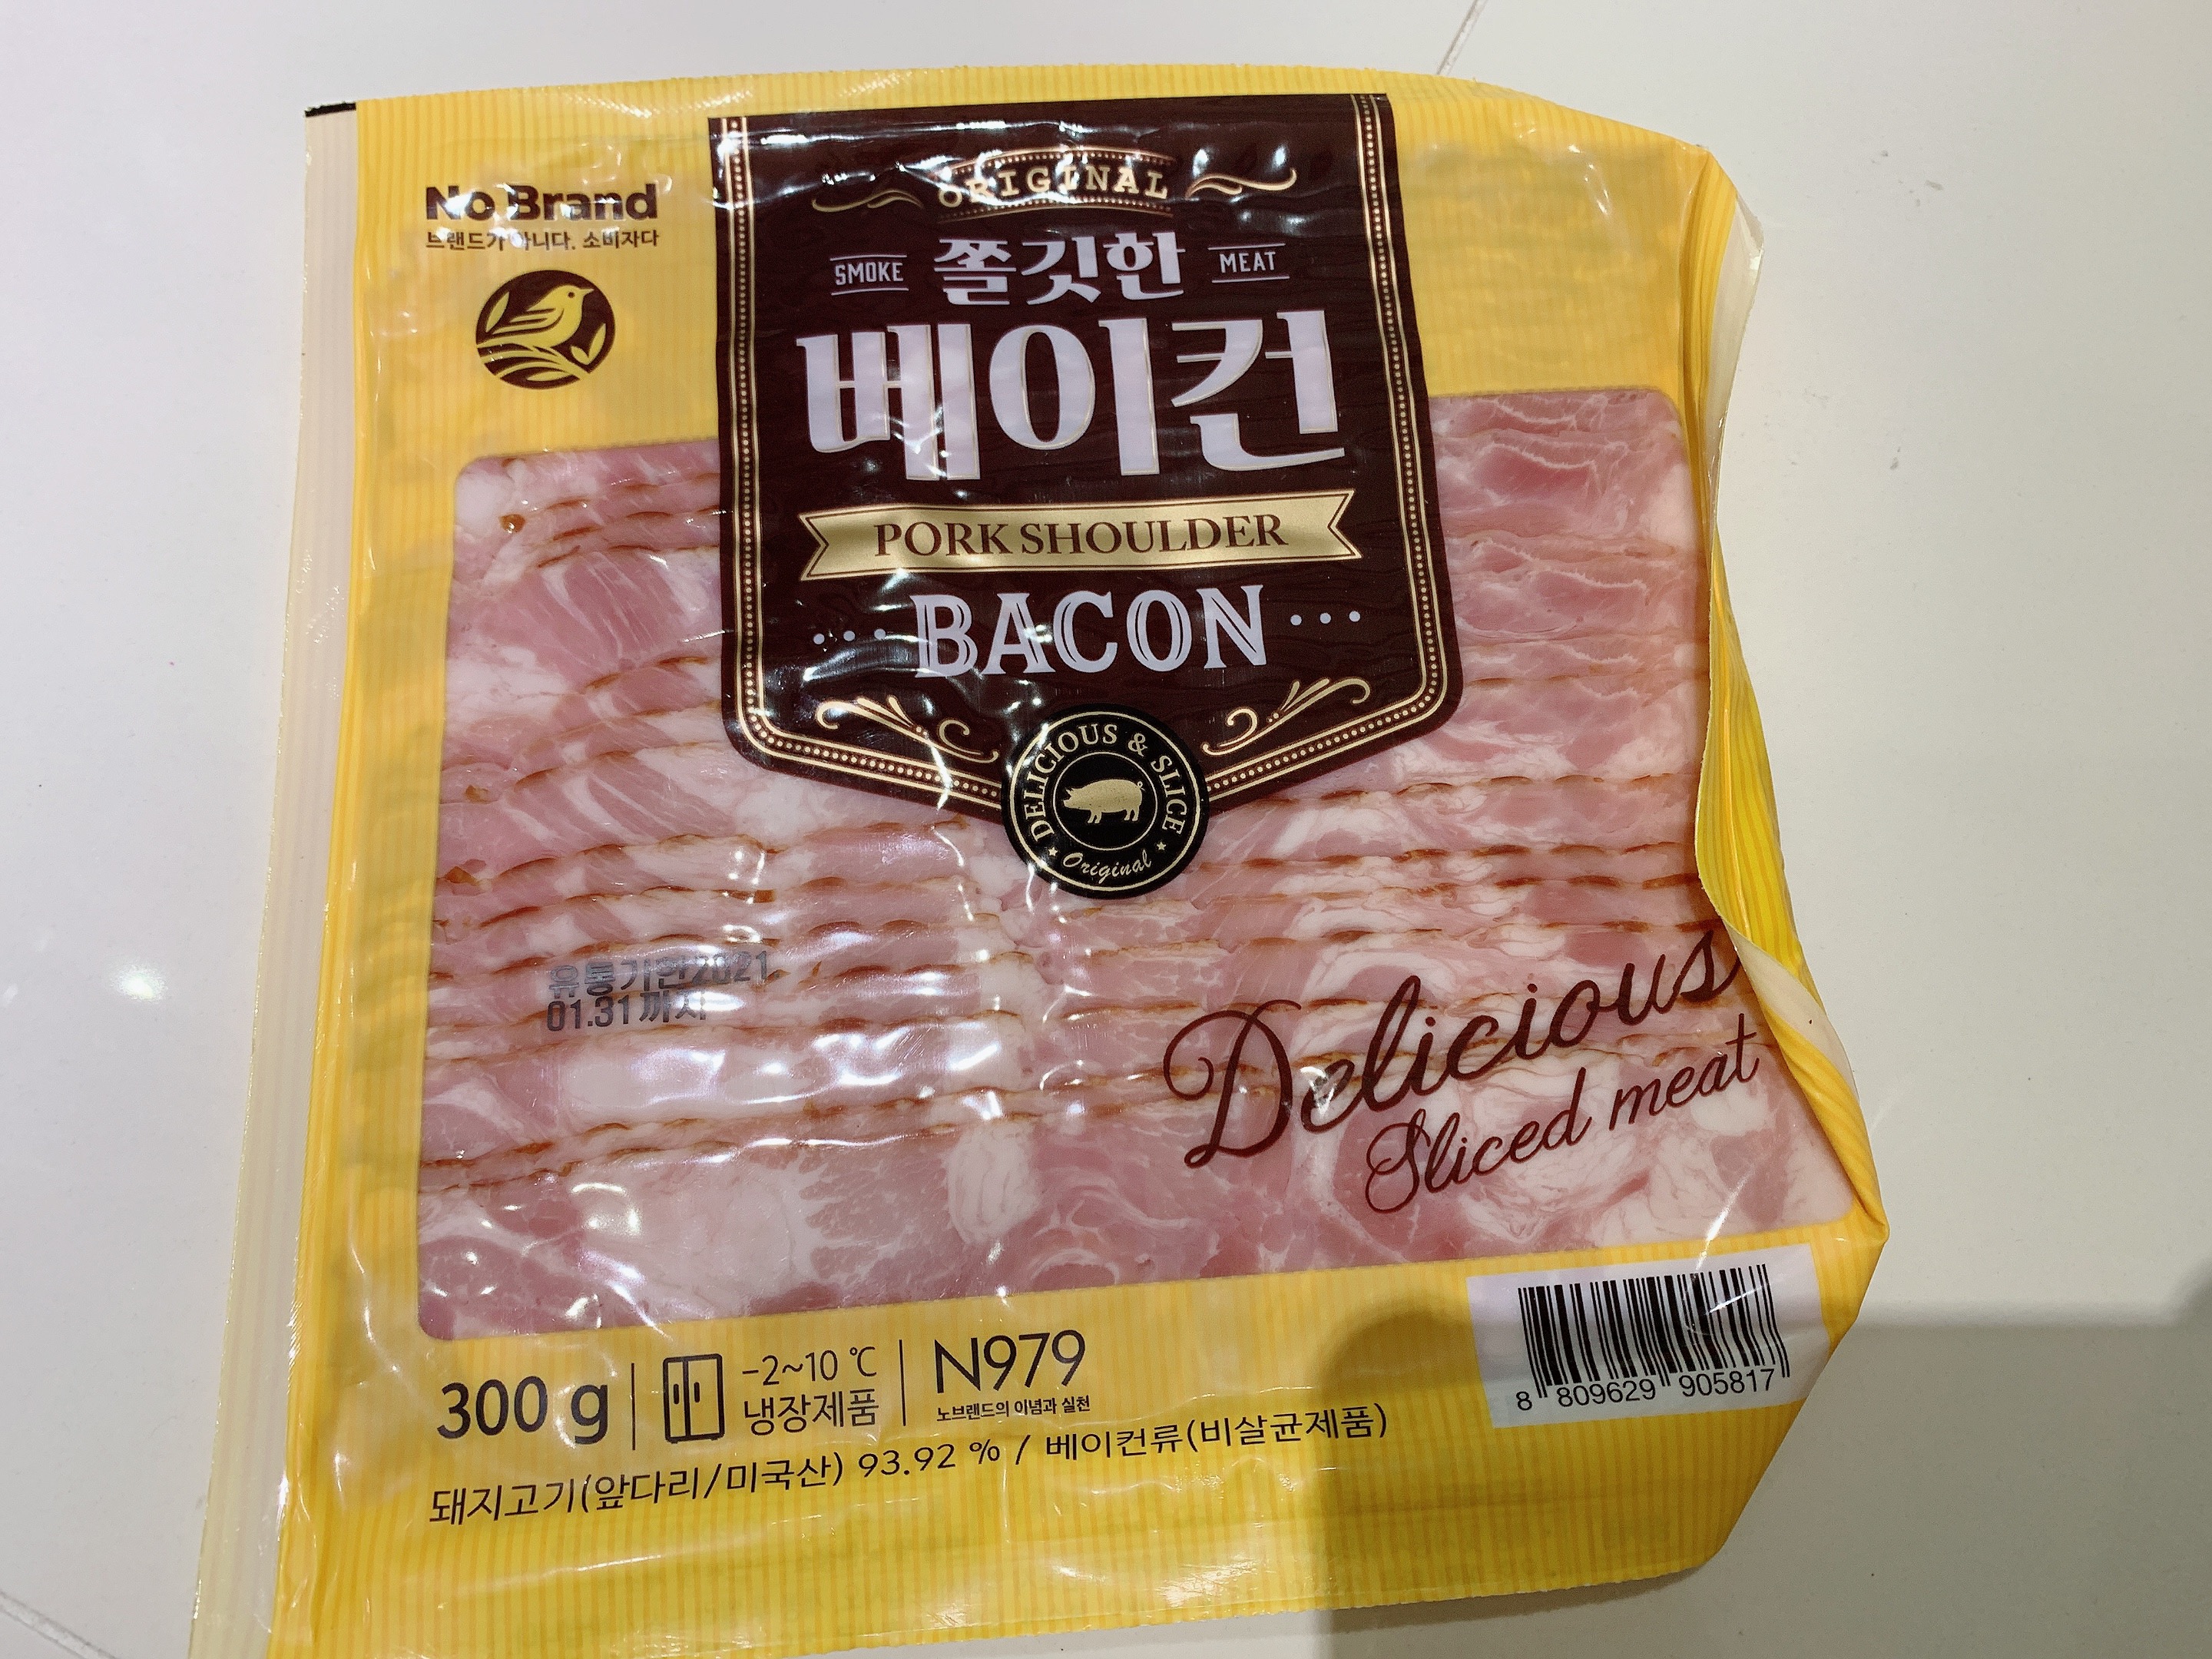 No Brand
브랜드가 아니다. 소비자다
ORIGINAL
SMOKE 쫄깃한 MEAT
베이컨
PORK SHOULDER
BACON
DELICIOUS & SLICE
Original
유통기한2021
01.31까지
Delicious
Sliced meat
300 g
-2~10 ℃
냉장제품
N979
노브랜드의 이념과 실천
돼지고기(앞다리/미국산) 93.92 % / 베이컨류(비살균제품)
8 809629 905817